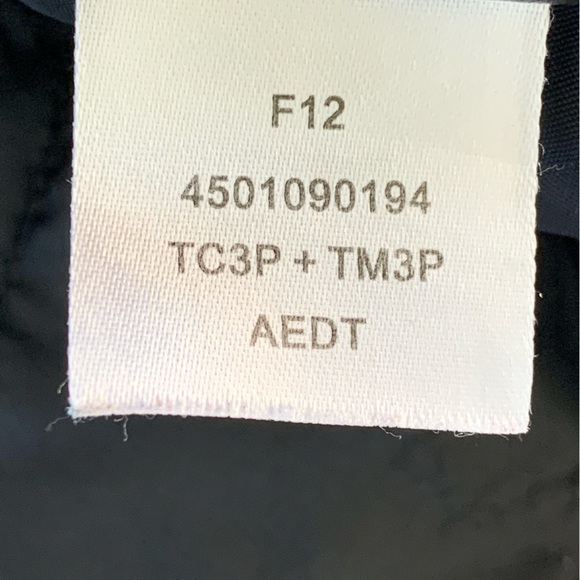 F12
4501090194
TC3P + TM3P
AEDT